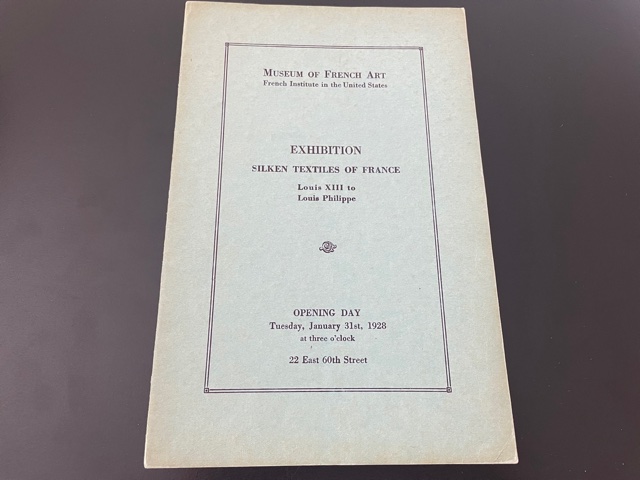 MUSEUM OF FRENCH ART
French Institute in the United States
EXHIBITION
SILKEN TEXTILES OF FRANCE
Louis XIII to
Louis Philippe
OPENING DAY
Tuesday, January 31st, 1928
at three o'clock
22 East 60th Street